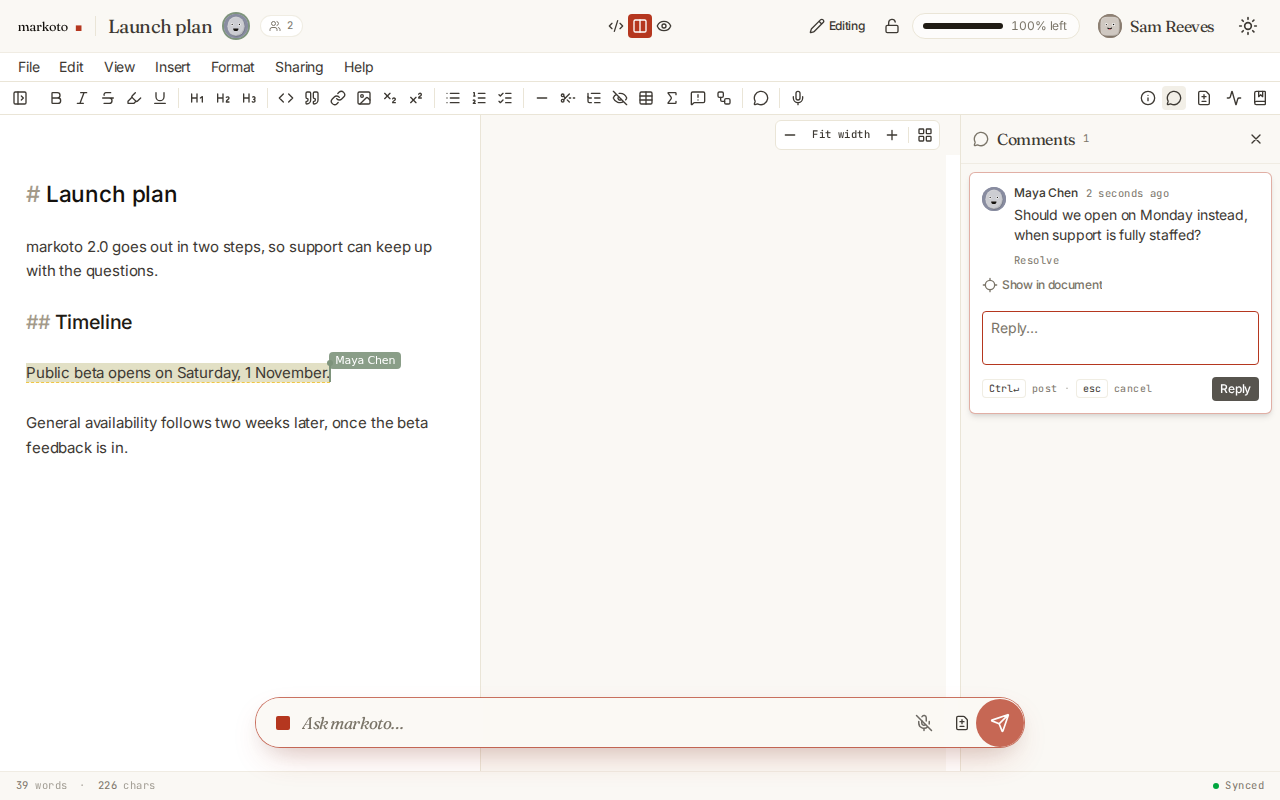 markoto
Launch plan
2
Editing
100% left
Sam Reeves
File Edit View Insert Format Sharing Help
H1 H2 H3
Fit width
Comments 1
# Launch plan
markoto 2.0 goes out in two steps, so support can keep up
with the questions.
## Timeline
Maya Chen
Public beta opens on Saturday, 1 November.
General availability follows two weeks later, once the beta
feedback is in.
Maya Chen 2 seconds ago
Should we open on Monday instead,
when support is fully staffed?
Resolve
Show in document
Reply...
Ctrl↵ post · esc cancel
Reply
Ask markoto...
39 words · 226 chars
Synced